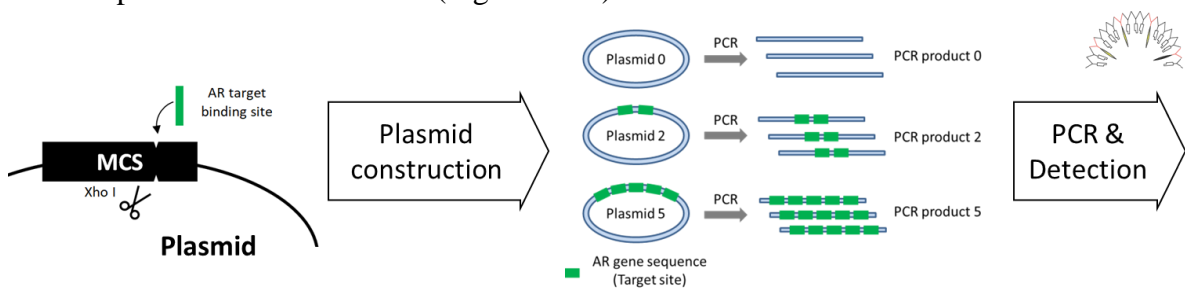 AR target
binding site
MCS
Xho I
Plasmid
Plasmid
construction
Plasmid 0
PCR
PCR product 0
Plasmid 2
PCR
PCR product 2
Plasmid 5
PCR
PCR product 5
AR gene sequence
(Target site)
PCR &
Detection